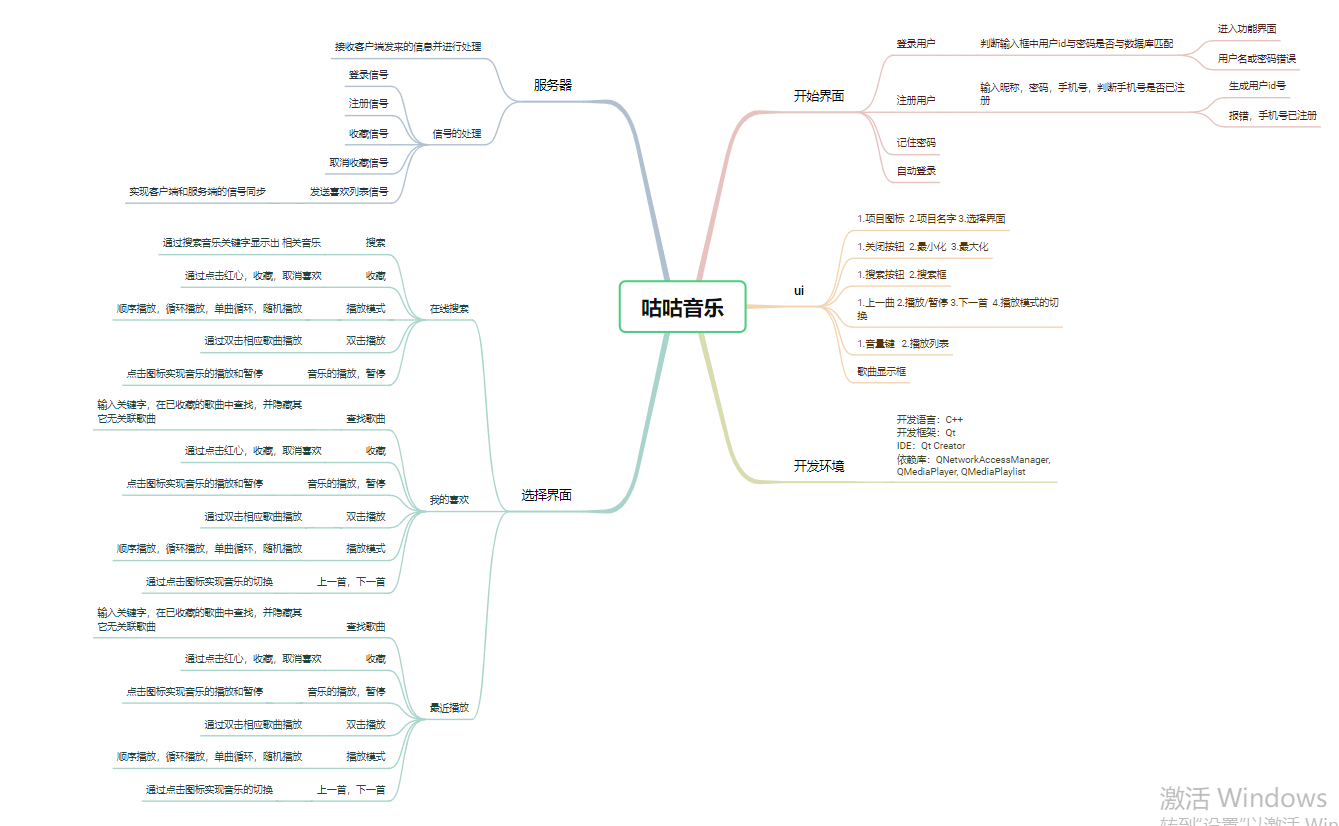 咕咕音乐
开始界面
登录用户
判断输入框中用户id与密码是否与数据库匹配
进入功能界面
用户名或密码错误
注册用户
输入昵称，密码，手机号，判断手机号是否已注
册
生成用户id号
报错，手机号已注册
记住密码
自动登录
ui
1.项目图标 2.项目名字 3.选择界面
1.关闭按钮 2.最小化 3.最大化
1.搜索按钮 2.搜索框
1.上一曲 2.播放/暂停 3.下一首 4.播放模式的切
换
1.音量键 2.播放列表
歌曲显示框
开发环境
开发语言：C++
开发框架：Qt
IDE：Qt Creator
依赖库：QNetworkAccessManager,
QMediaPlayer, QMediaPlaylist
服务器
接收客户端发来的信息并进行处理
信号的处理
登录信号
注册信号
收藏信号
取消收藏信号
发送喜欢列表信号
实现客户端和服务端的信号同步
选择界面
在线搜索
搜索
通过搜索音乐关键字显示出 相关音乐
收藏
通过点击红心，收藏，取消喜欢
播放模式
顺序播放，循环播放，单曲循环，随机播放
双击播放
通过双击相应歌曲播放
音乐的播放，暂停
点击图标实现音乐的播放和暂停
我的喜欢
查找歌曲
输入关键字，在已收藏的歌曲中查找，并隐藏其
它无关联歌曲
收藏
通过点击红心，收藏，取消喜欢
音乐的播放，暂停
点击图标实现音乐的播放和暂停
双击播放
通过双击相应歌曲播放
播放模式
顺序播放，循环播放，单曲循环，随机播放
上一首，下一首
通过点击图标实现音乐的切换
最近播放
查找歌曲
输入关键字，在已收藏的歌曲中查找，并隐藏其
它无关联歌曲
收藏
通过点击红心，收藏，取消喜欢
音乐的播放，暂停
点击图标实现音乐的播放和暂停
双击播放
通过双击相应歌曲播放
播放模式
顺序播放，循环播放，单曲循环，随机播放
上一首，下一首
通过点击图标实现音乐的切换
激活 Windows
转到"设置"以激活 Win